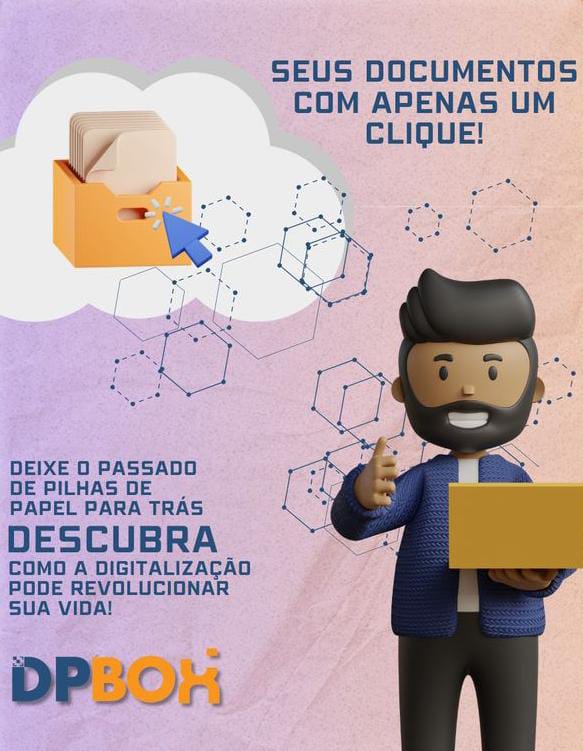 SEUS DOCUMENTOS
COM APENAS UM
CLIQUE!
DEIXE O PASSADO
DE PILHAS DE
PAPEL PARA TRÁS
DESCUBRA
COMO A DIGITALIZAÇÃO
PODE REVOLUCIONAR
SUA VIDA!
DPBOX